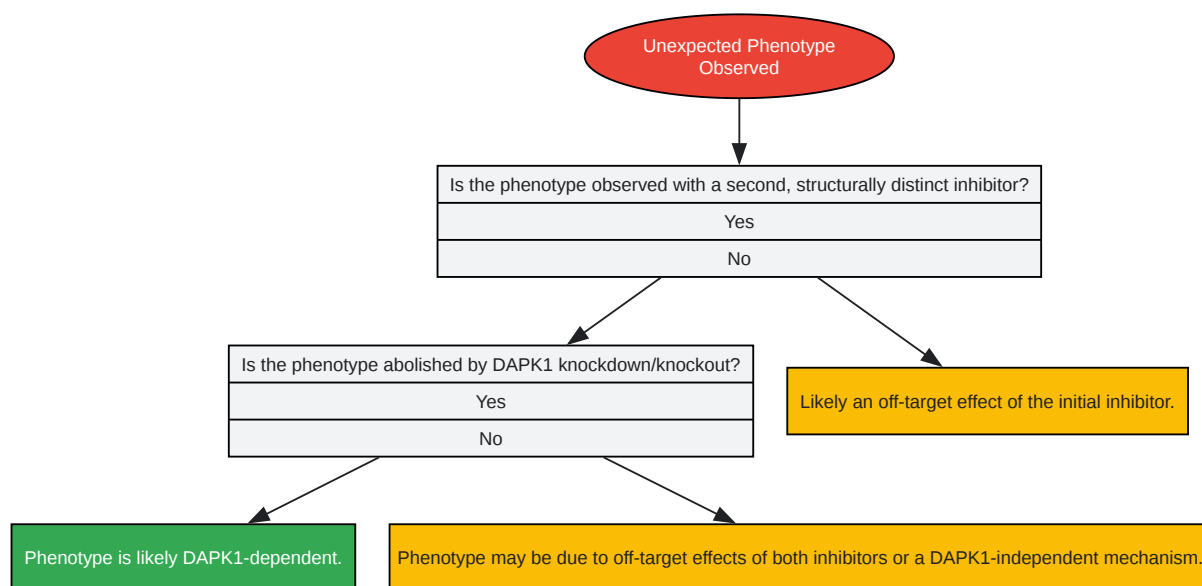 Unexpected Phenotype
Observed
Is the phenotype observed with a second, structurally distinct inhibitor?
Yes
No
Is the phenotype abolished by DAPK1 knockdown/knockout?
Yes
No
Likely an off-target effect of the initial inhibitor.
Phenotype is likely DAPK1-dependent.
Phenotype may be due to off-target effects of both inhibitors or a DAPK1-independent mechanism.